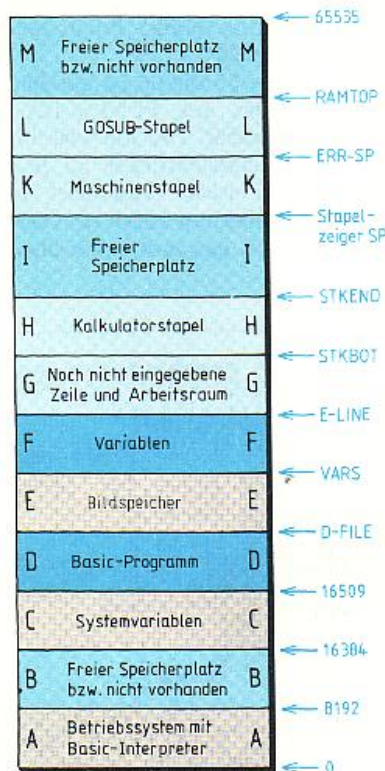 65535
M Freier Speicherplatz M
bzw. nicht vorhanden
RAMTOP
L GOSUB-Stapel L
ERR-SP
K Maschinenstapel K
Stapel-
zeiger SP
I Freier I
Speicherplatz
STKEND
H Kalkulatorstapel H
STKBOT
G Noch nicht eingegebene G
Zeile und Arbeitsraum
E-LINE
F Variablen F
VARS
E Bildspeicher E
D-FILE
D Basic-Programm D
16509
C Systemvariablen C
16384
B Freier Speicherplatz B
bzw. nicht vorhanden
8192
A Betriebssystem mit A
Basic-Interpreter
0